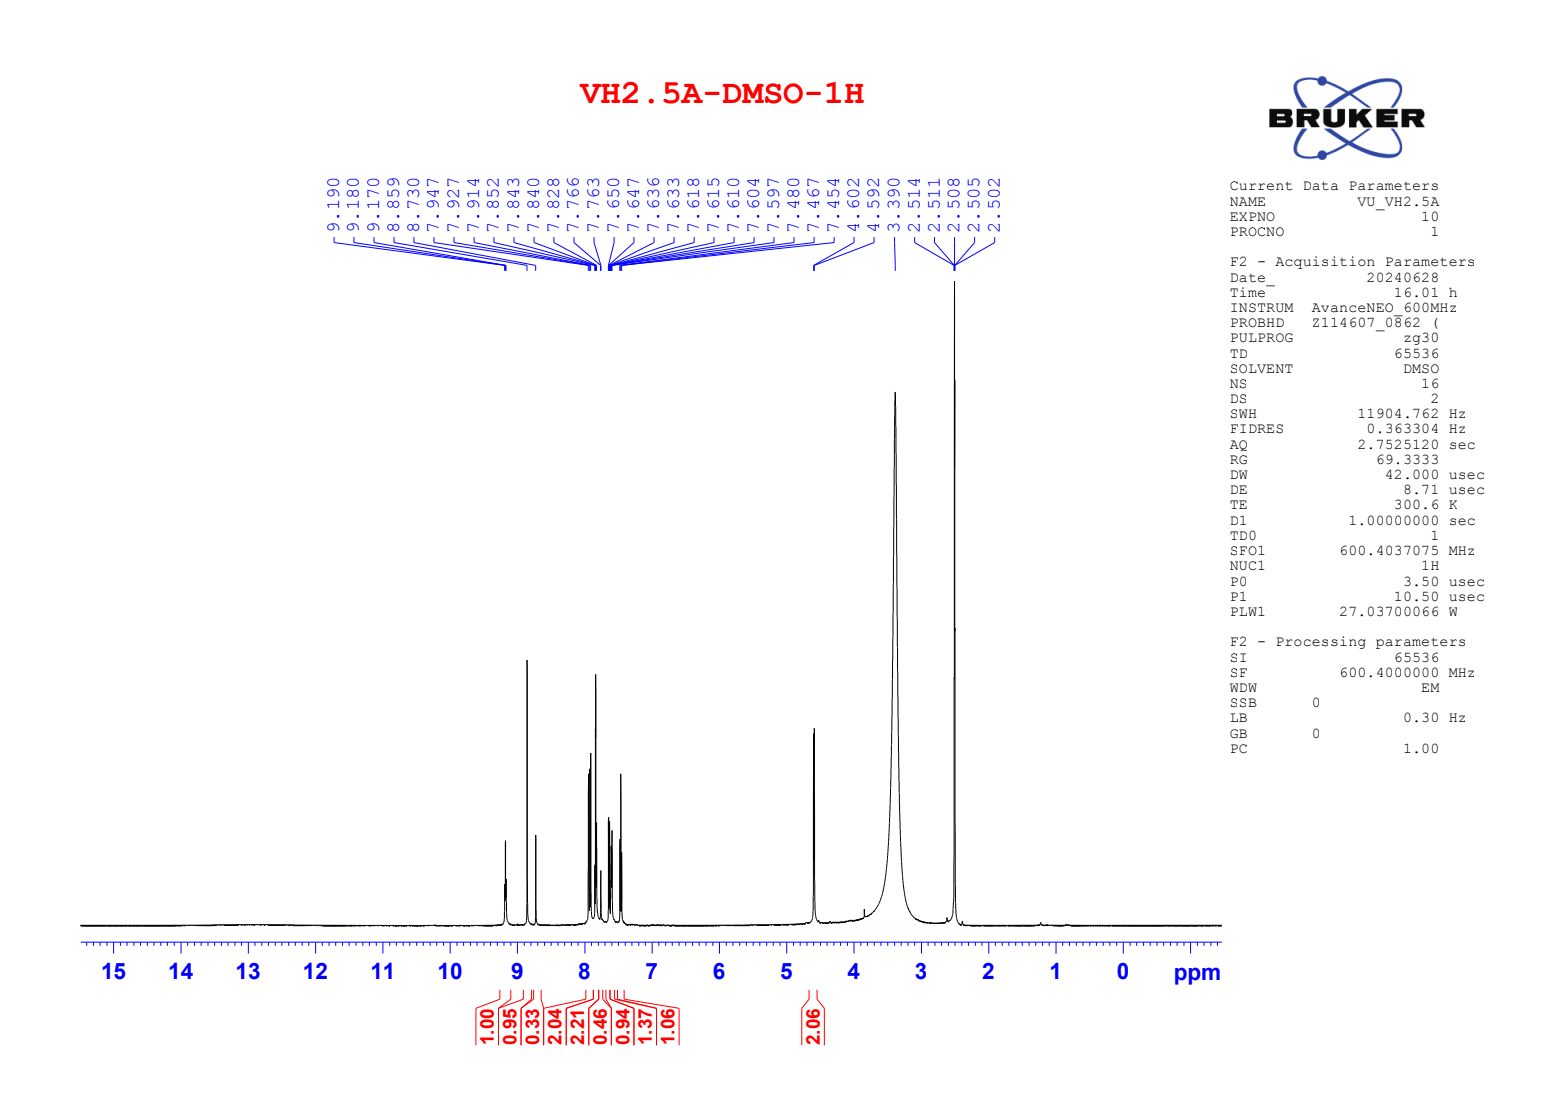 VH2.5A-DMSO-1H
BRUKER
9.190
9.180
9.170
8.859
8.730
7.947
7.927
7.914
7.852
7.843
7.840
7.828
7.766
7.763
7.650
7.647
7.636
7.633
7.618
7.615
7.610
7.604
7.597
7.480
7.467
7.454
4.602
4.592
3.390
2.514
2.511
2.508
2.505
2.502
Current Data Parameters
NAME VU_VH2.5A
EXPNO 10
PROCNO 1
F2 - Acquisition Parameters
Date_ 20240628
Time 16.01 h
INSTRUM AvanceNEO_600MHz
PROBHD Z114607_0862 (
PULPROG zg30
TD 65536
SOLVENT DMSO
NS 16
DS 2
SWH 11904.762 Hz
FIDRES 0.363304 Hz
AQ 2.7525120 sec
RG 69.3333
DW 42.000 usec
DE 8.71 usec
TE 300.6 K
D1 1.00000000 sec
TD0 1
SFO1 600.4037075 MHz
NUC1 1H
P0 3.50 usec
P1 10.50 usec
PLW1 27.03700066 W
F2 - Processing parameters
SI 65536
SF 600.4000000 MHz
WDW EM
SSB 0
LB 0.30 Hz
GB 0
PC 1.00
15 14 13 12 11 10 9 8 7 6 5 4 3 2 1 0 ppm
1.00
0.95
0.33
2.04
2.21
0.46
0.94
1.37
1.06
2.06